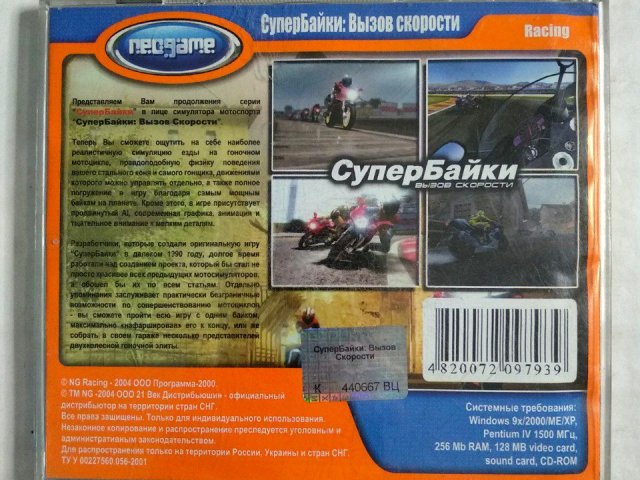 neogame
СуперБайки: Вызов скорости
Racing
Представляем Вам продолжения серии
"СуперБайки" в лице симулятора мотоспорта
"СуперБайки: Вызов Скорости".
Теперь Вы сможете ощутить на себе наиболее
реалистичную симуляцию езды на гоночном
мотоцикле, правдоподобную физику поведения
вашего стального коня и самого гонщика, движениями
которого можно управлять отдельно, а также полное
погружение в игру благодаря самым мощным
байкам на планете. Кроме этого, в игре присутствует
продвинутый AI, современная графика, анимация и
тщательное внимание к мелким деталям.
Разработчики, которые создали оригинальную игру
"СуперБайки" в далеком 1990 году, долгое время
работали над созданием проекта, который бы стал не
просто красивее всех предыдущих мотосимуляторов,
а обошел бы их по всем статьям. Отдельно
упоминания заслуживает практически безграничные
возможности по совершенствованию мотоциклов
- вы сможете пройти всю игру с одним байком,
максимально «нафаршировав» его к концу, или же
собрать в своем гараже несколько представителей
двухколесной гоночной элиты.
СуперБайки
ВЫЗОВ СКОРОСТИ
СуперБайки: Вызов
Скорости
К 440667 ВЦ
4 820072 097939
© NG Racing - 2004 ООО Программа-2000.
© TM NG -2004 ООО 21 Век Дистрибьюшн - официальный
дистрибьютор на территории стран СНГ.
Все права защищены. Только для индивидуального использования.
Незаконное копирование и распространение преследуется уголовным и
административным законодательством.
Для распространения только на территории России, Украины и стран СНГ.
ТУ У 00227560.056-2001
Системные требования:
Windows 9x/2000/ME/XP,
Pentium IV 1500 МГц,
256 Mb RAM, 128 MB video card,
sound card, CD-ROM